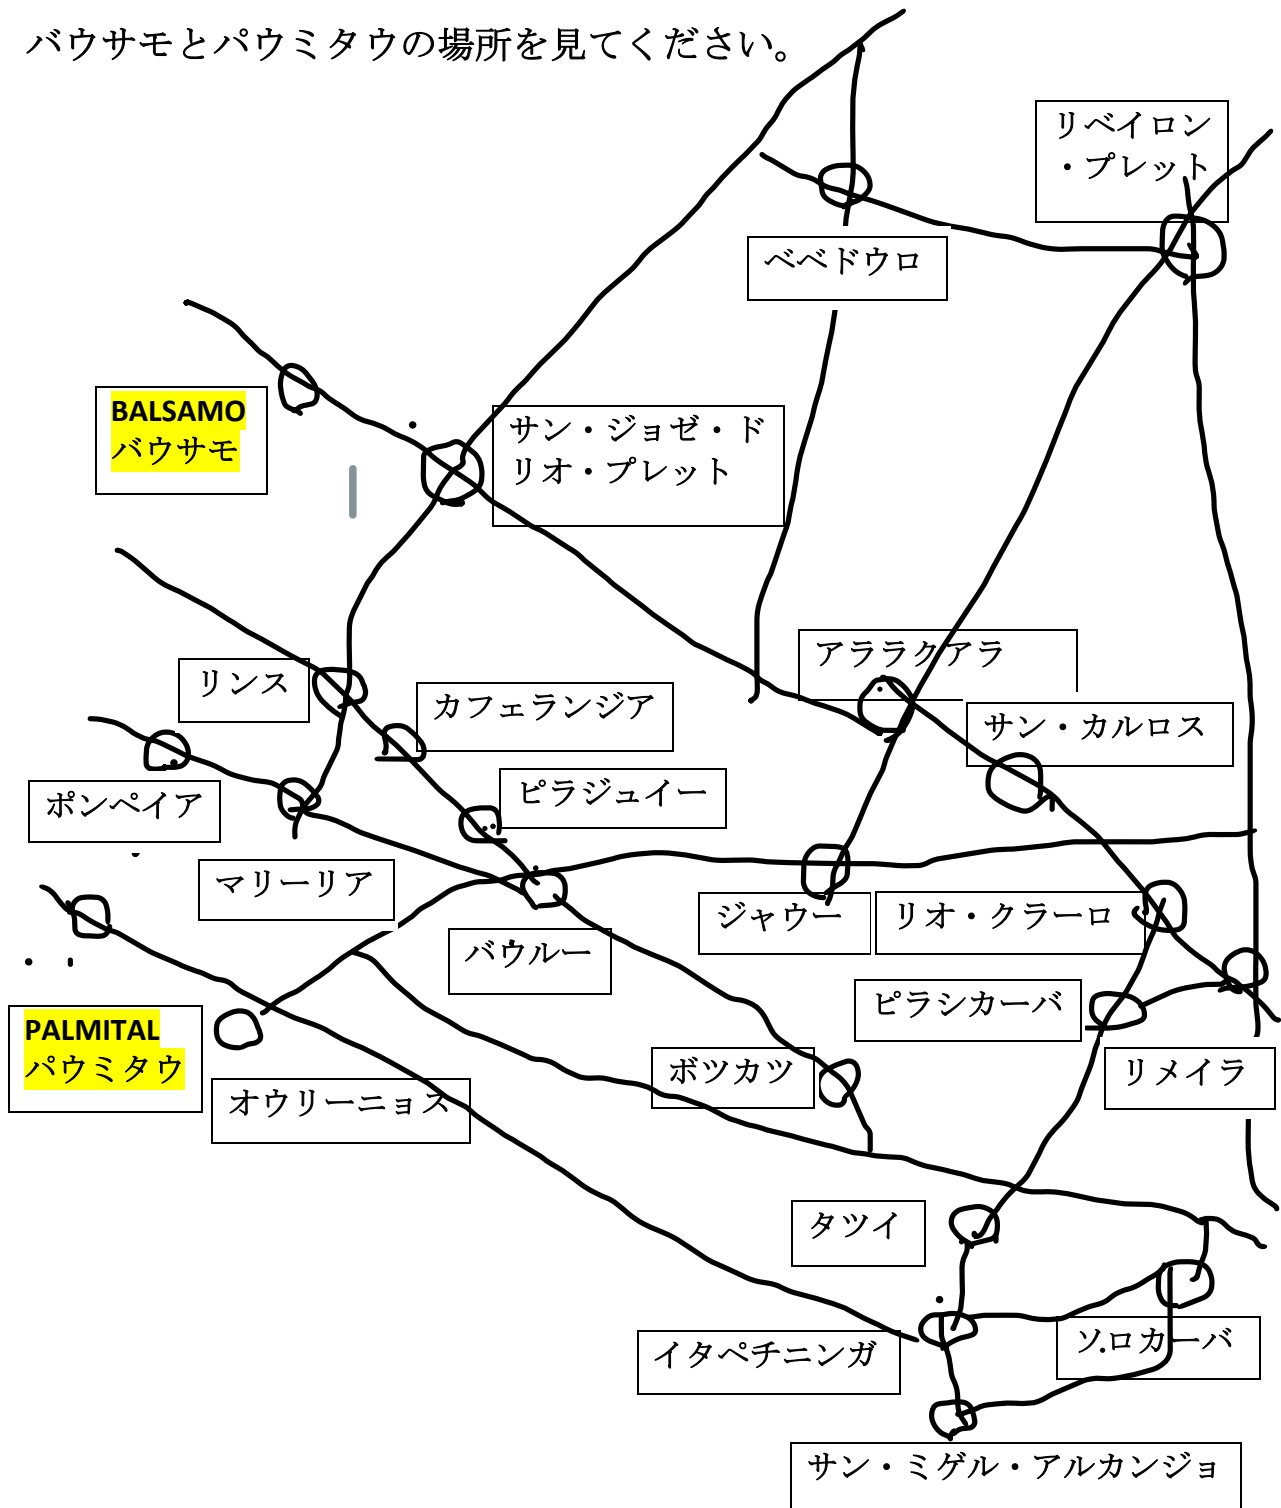 バウサモとパウミタウの場所を見てください。
リベイロン
・プレット
ベベドウロ
BALSAMO
バウサモ
サン・ジョゼ・ド
リオ・プレット
アララクアラ
リンス
カフェランジア
サン・カルロス
ポンペイア
ピラジュイー
マリーリア
ジャウー
リオ・クラーロ
バウルー
ピラシカーバ
PALMITAL
パウミタウ
ボツカツ
リメイラ
オウリーニョス
タツイ
イタペチニンガ
ソロカーバ
サン・ミゲル・アルカンジョ